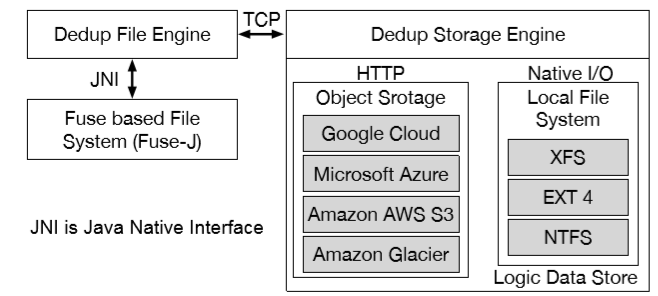 Dedup File Engine
TCP
Dedup Storage Engine
JNI
HTTP
Native I/O
Fuse based File
System (Fuse-J)
Object Srotage
Google Cloud
Microsoft Azure
Amazon AWS S3
Amazon Glacier
Local File
System
XFS
EXT 4
NTFS
JNI is Java Native Interface
Logic Data Store